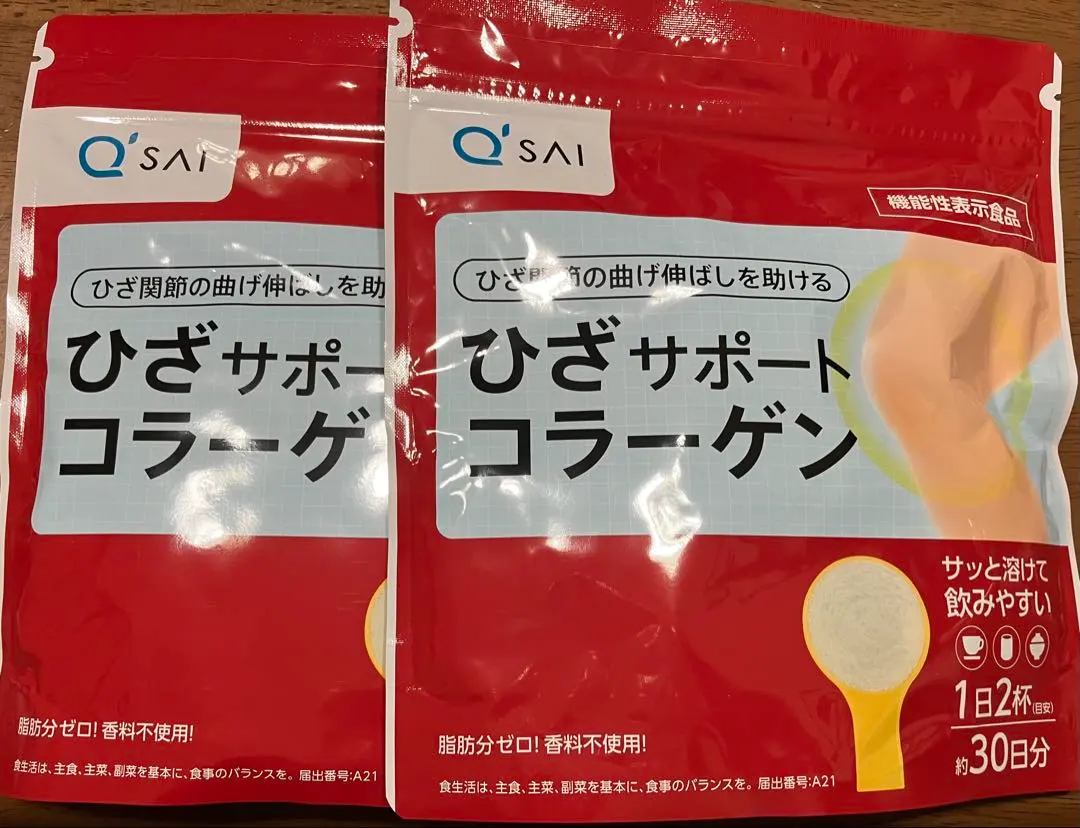 Q'SAI
ひざ関節の曲げ伸ばしを助
ひざサポー
コラーゲ
脂肪分ゼロ! 香料不使用!
食生活は、主食、主菜、副菜を基本に、食事のバランスを。届出番号:A21
Q'SAI
機能性表示食品
ひざ関節の曲げ伸ばしを助ける
ひざサポート
コラーゲン
サッと溶けて
飲みやすい
1日2杯(目安)
約30日分
脂肪分ゼロ! 香料不使用!
食生活は、主食、主菜、副菜を基本に、食事のバランスを。届出番号:A21